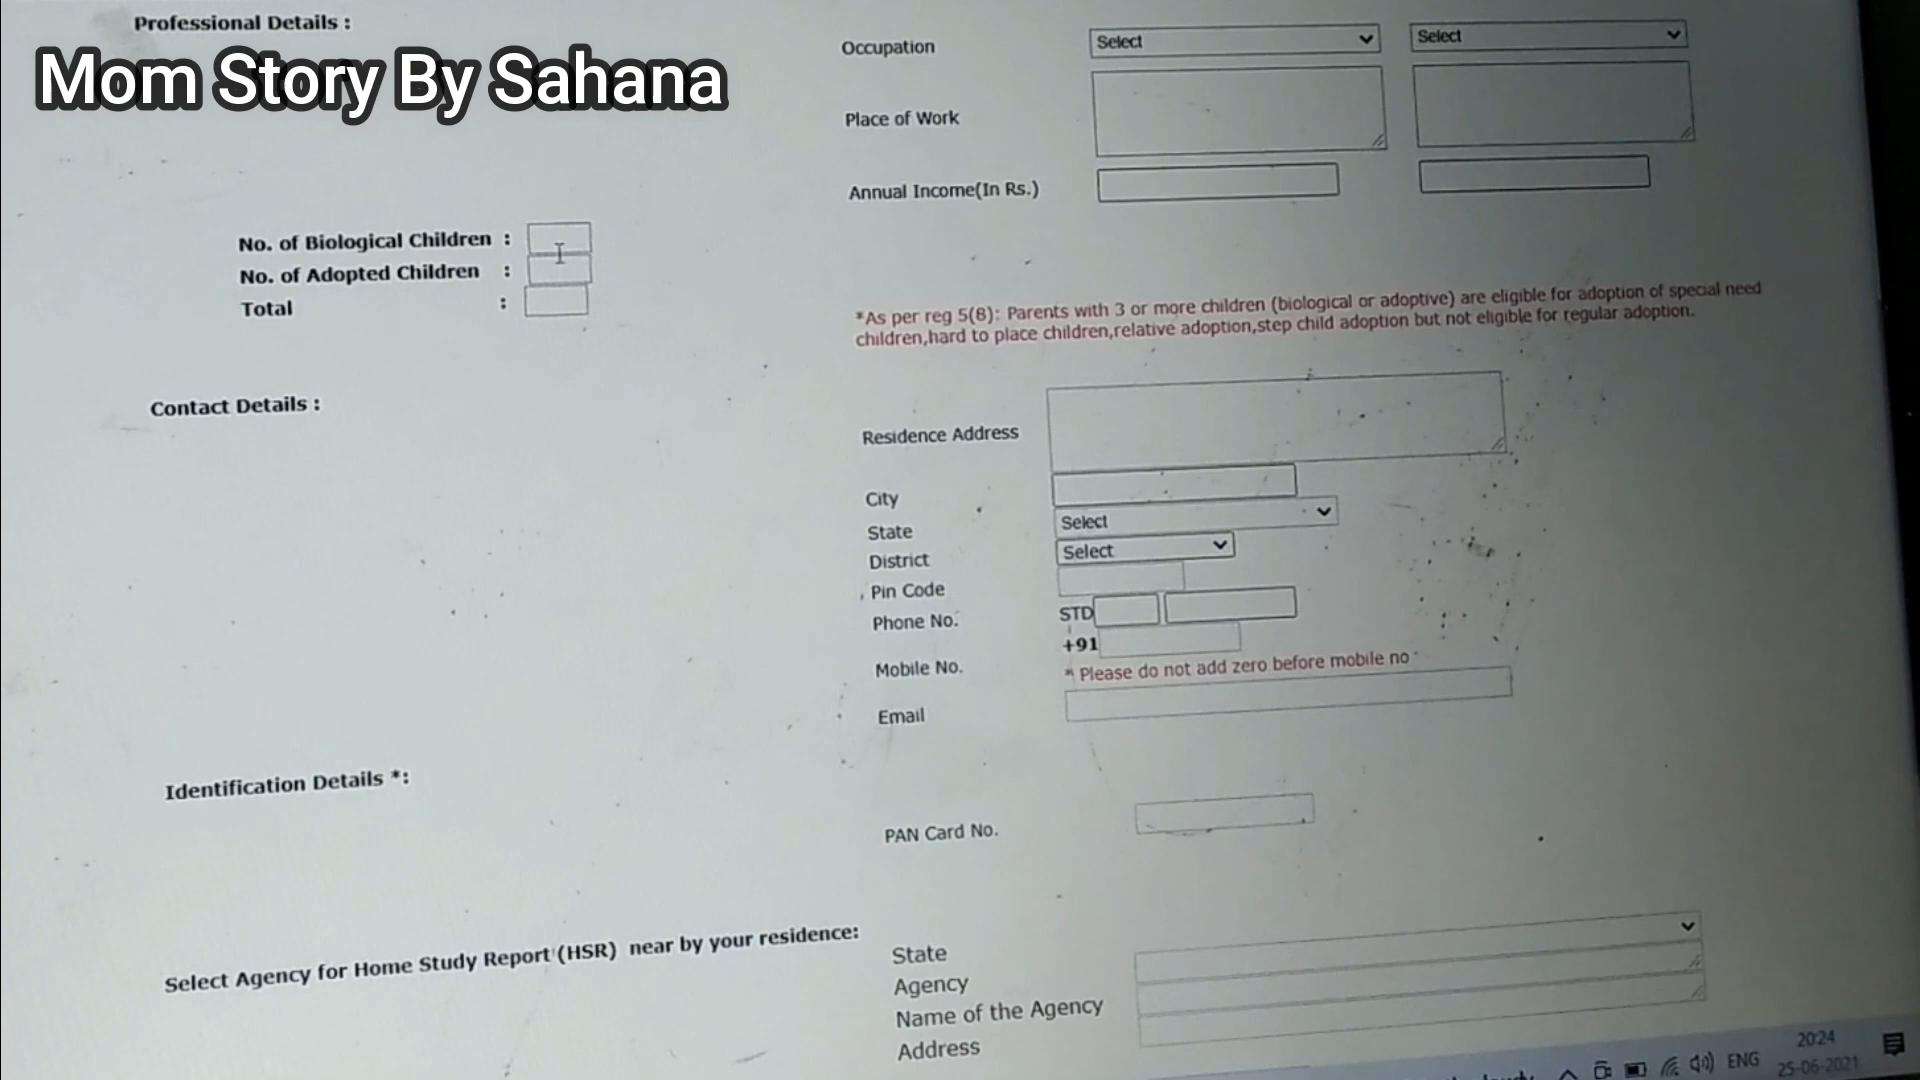 Professional Details :
Mom Story By Sahana
Occupation
Select
Select
Place of Work
Annual Income(In Rs.)
No. of Biological Children :
No. of Adopted Children :
Total :
*As per reg 5(8): Parents with 3 or more children (biological or adoptive) are eligible for adoption of special need
children,hard to place children,relative adoption,step child adoption but not eligible for regular adoption.
Contact Details :
Residence Address
City
State
Select
District
Select
Pin Code
Phone No.
STD
+91
Mobile No.
* Please do not add zero before mobile no
Email
Identification Details *:
PAN Card No.
Select Agency for Home Study Report (HSR) near by your residence:
State
Agency
Name of the Agency
Address
ENG
20:24
25-06-2021